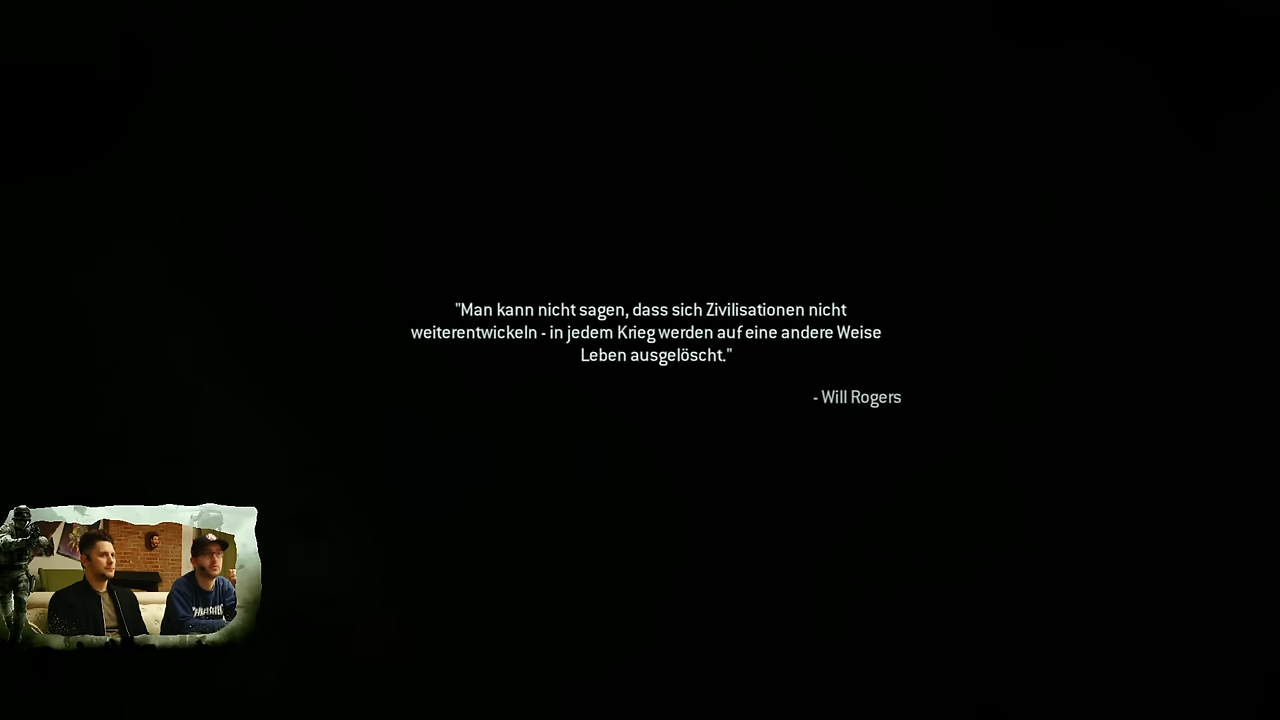 "Man kann nicht sagen, dass sich Zivilisationen nicht
weiterentwickeln - in jedem Krieg werden auf eine andere Weise
Leben ausgelöscht."
- Will Rogers